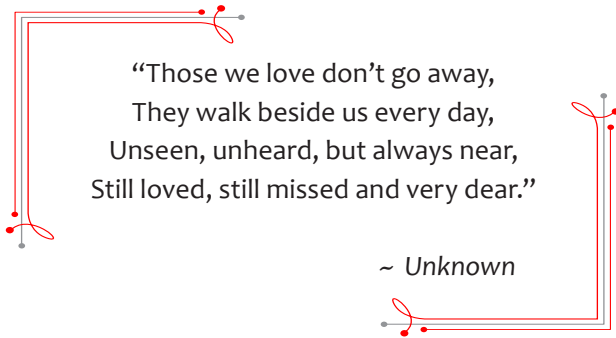 “Those we love don’t go away,
They walk beside us every day,
Unseen, unheard, but always near,
Still loved, still missed and very dear.”
~ Unknown